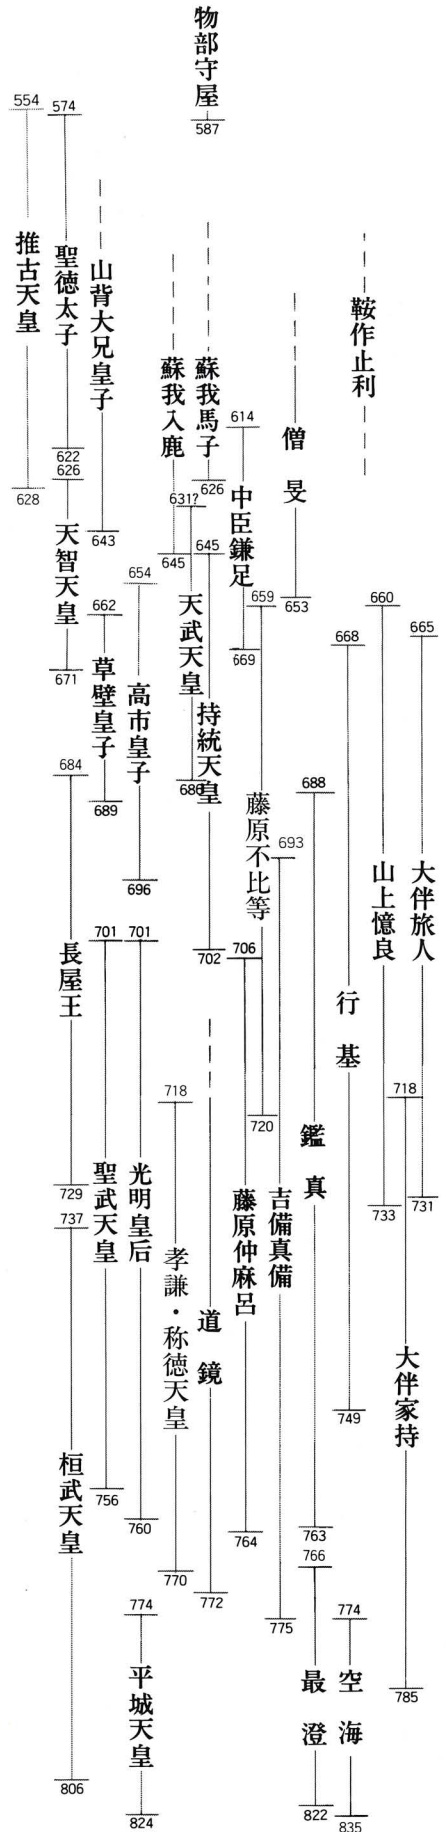 物部守屋
587
554
推古天皇
628
574
聖徳太子
622
山背大兄皇子
643
蘇我入鹿
645
蘇我馬子
626
鞍作止利
僧旻
653
614
中臣鎌足
669
626
天智天皇
671
631?
天武天皇
686
645
持統天皇
702
654
高市皇子
696
662
草壁皇子
689
659
藤原不比等
720
660
山上憶良
733
665
大伴旅人
731
668
行基
749
684
長屋王
729
688
鑑真
763
693
吉備真備
775
701
聖武天皇
756
701
光明皇后
760
706
藤原仲麻呂
764
718
孝謙・称徳天皇
770
道鏡
772
718
大伴家持
785
737
桓武天皇
806
774
平城天皇
824
766
最澄
822
774
空海
835